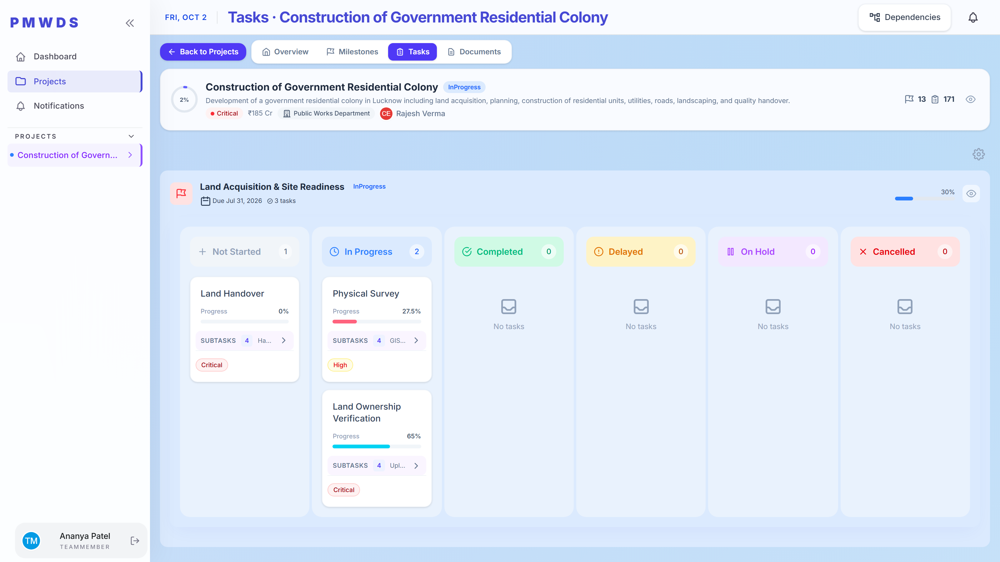 PMWDS
Dashboard
Projects
Notifications
PROJECTS
Construction of Govern...
Ananya Patel
TM
TEAMMEMBER
FRI, OCT 2
Tasks · Construction of Government Residential Colony
Dependencies
Back to Projects
Overview
Milestones
Tasks
Documents
2%
Construction of Government Residential Colony
InProgress
Development of a government residential colony in Lucknow including land acquisition, planning, construction of residential units, utilities, roads, landscaping, and quality handover.
Critical
₹185 Cr
Public Works Department
CE
Rajesh Verma
13
171
Land Acquisition & Site Readiness
InProgress
Due Jul 31, 2026
3 tasks
30%
Not Started
1
Land Handover
Progress
0%
SUBTASKS
4
Ha...
Critical
In Progress
2
Physical Survey
Progress
27.5%
SUBTASKS
4
GIS...
High
Land Ownership
Verification
Progress
65%
SUBTASKS
4
Upl...
Critical
Completed
0
No tasks
Delayed
0
No tasks
On Hold
0
No tasks
Cancelled
0
No tasks